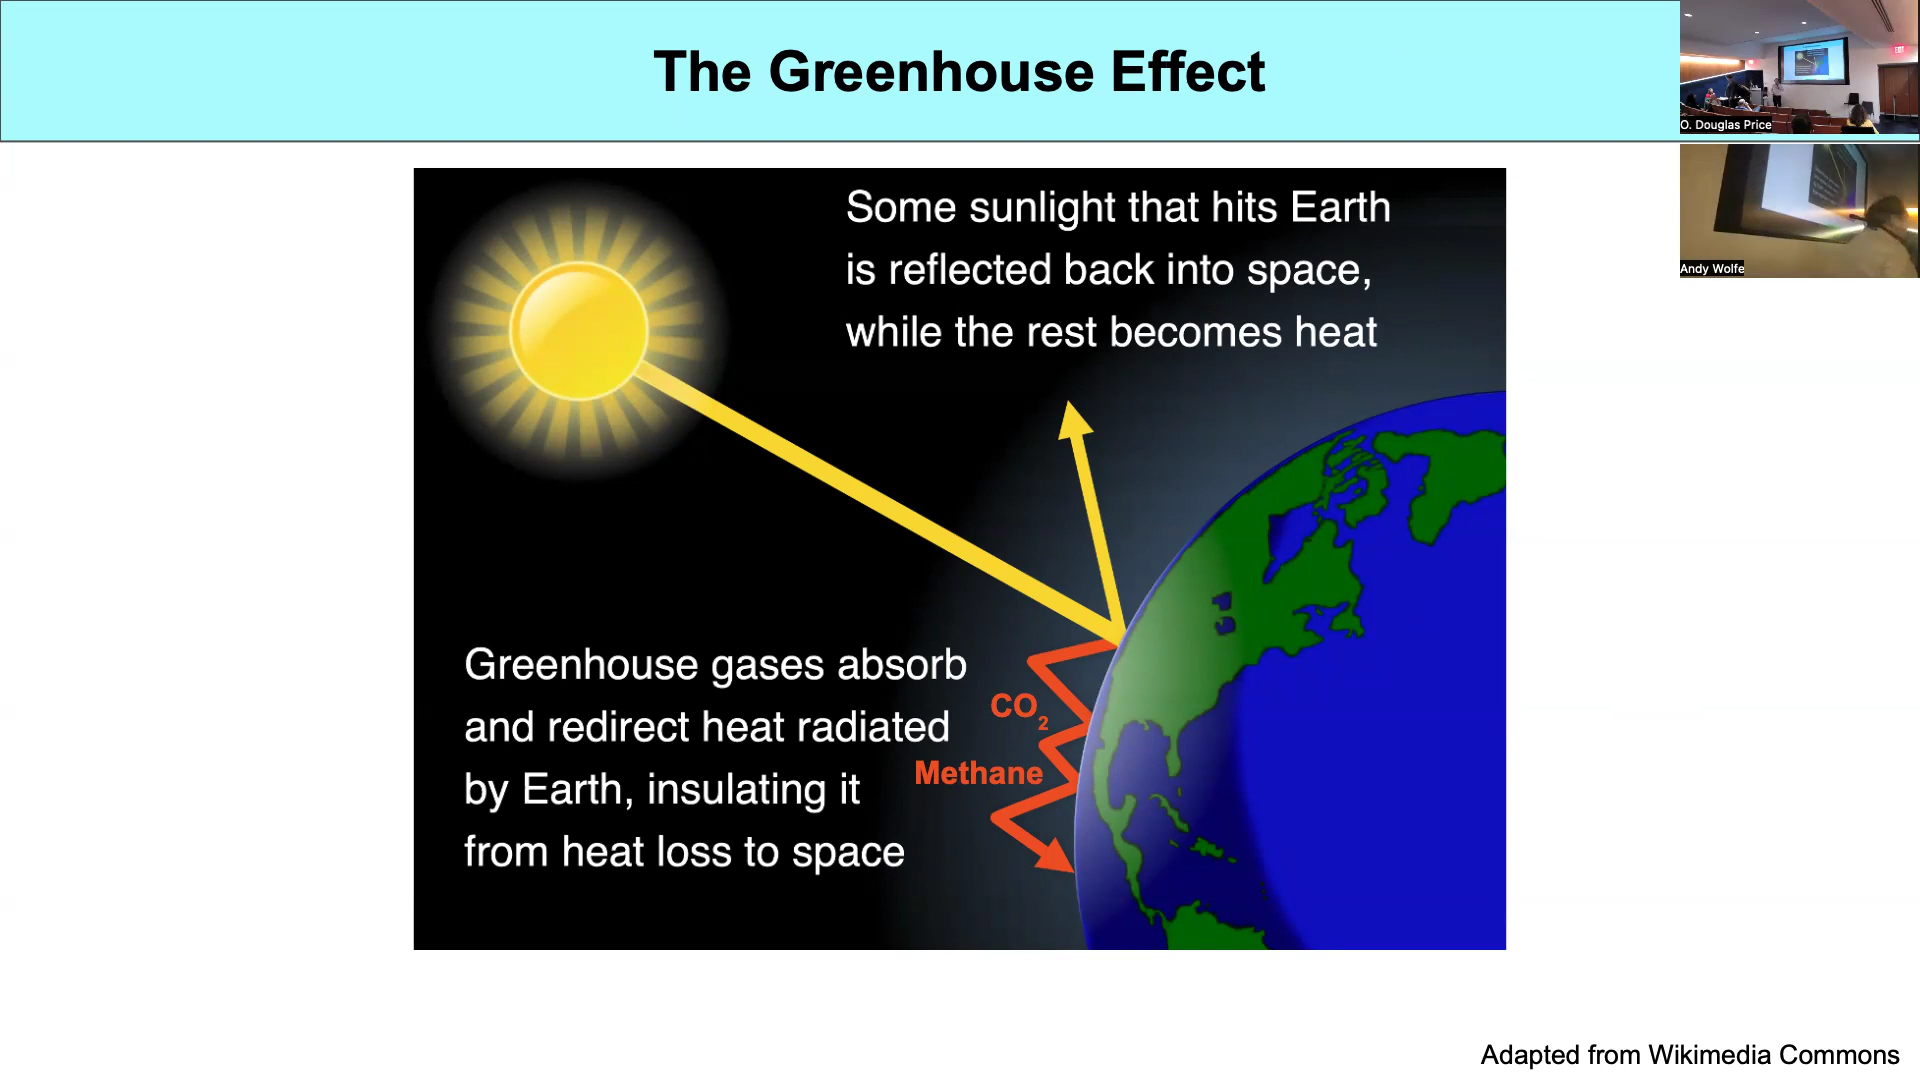 The Greenhouse Effect
O. Douglas Price
Andy Wolfe
Some sunlight that hits Earth
is reflected back into space,
while the rest becomes heat
Greenhouse gases absorb
and redirect heat radiated
by Earth, insulating it
from heat loss to space
CO₂
Methane
EXIT
Adapted from Wikimedia Commons